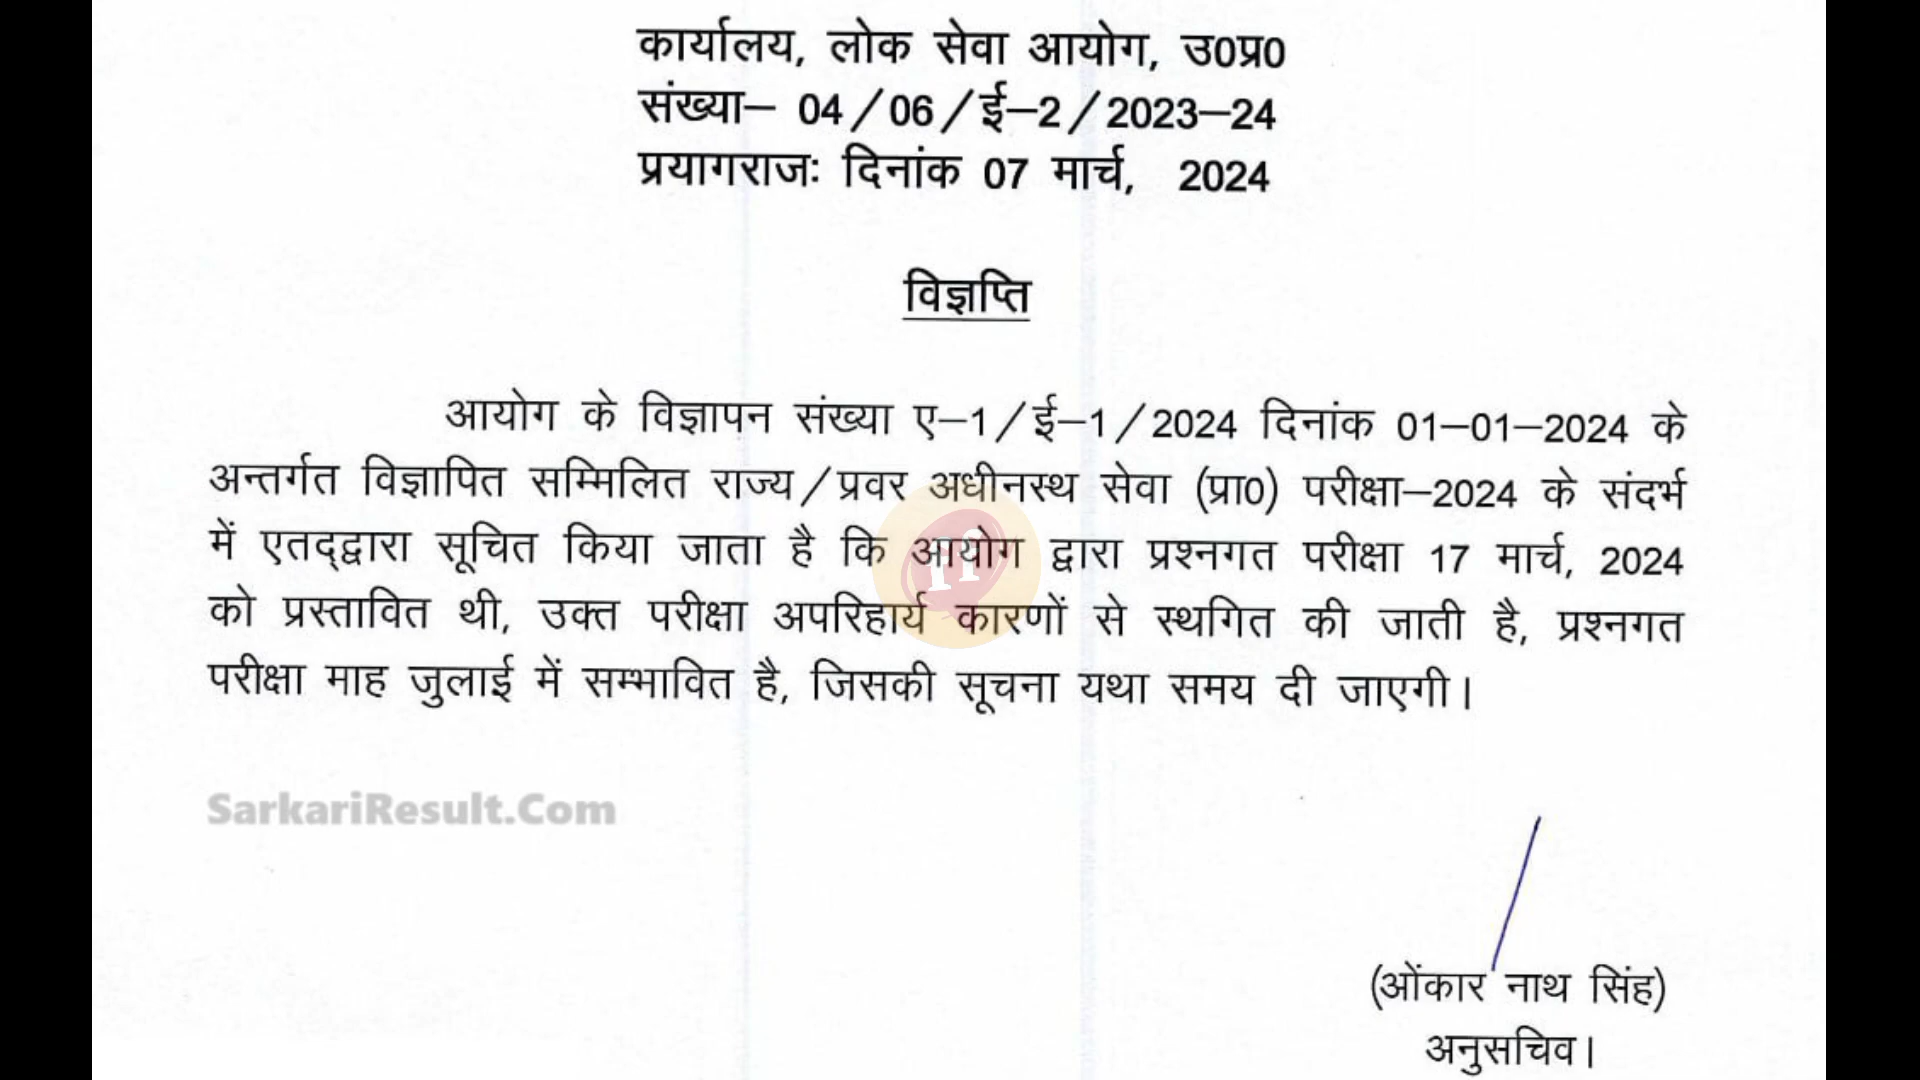 कार्यालय, लोक सेवा आयोग, उ0प्र0
संख्या– 04/06/ई–2/2023–24
प्रयागराजः दिनांक 07 मार्च, 2024
विज्ञप्ति
आयोग के विज्ञापन संख्या ए–1/ई–1/2024 दिनांक 01–01–2024 के
अन्तर्गत विज्ञापित सम्मिलित राज्य/प्रवर अधीनस्थ सेवा (प्रा0) परीक्षा–2024 के संदर्भ
में एतद्द्वारा सूचित किया जाता है कि आयोग द्वारा प्रश्नगत परीक्षा 17 मार्च, 2024
को प्रस्तावित थी, उक्त परीक्षा अपरिहार्य कारणों से स्थगित की जाती है, प्रश्नगत
परीक्षा माह जुलाई में सम्भावित है, जिसकी सूचना यथा समय दी जाएगी।
SarkariResult.Com
(ओंकार नाथ सिंह)
अनुसचिव।